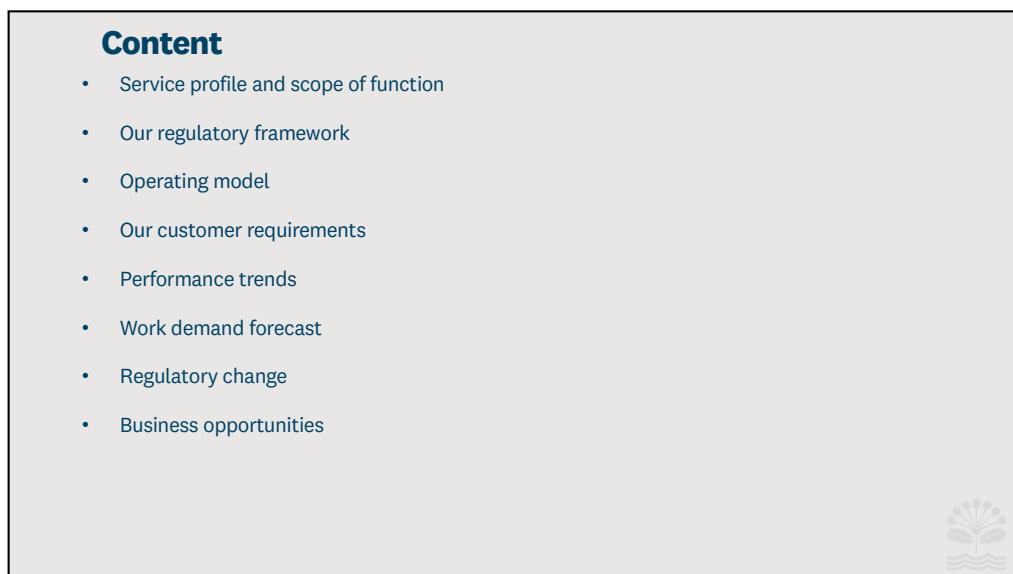 Content
• Service profile and scope of function
• Our regulatory framework
• Operating model
• Our customer requirements
• Performance trends
• Work demand forecast
• Regulatory change
• Business opportunities